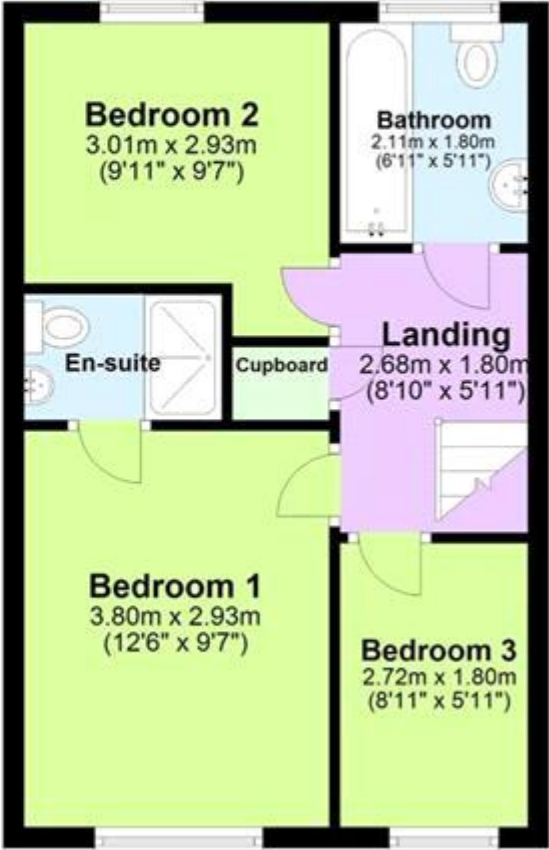 Bedroom 2
3.01m x 2.93m
(9'11" x 9'7")
Bathroom
2.11m x 1.80m
(6'11" x 5'11")
En-suite
Cupboard
Landing
2.68m x 1.80m
(8'10" x 5'11")
Bedroom 1
3.80m x 2.93m
(12'6" x 9'7")
Bedroom 3
2.72m x 1.80m
(8'11" x 5'11")